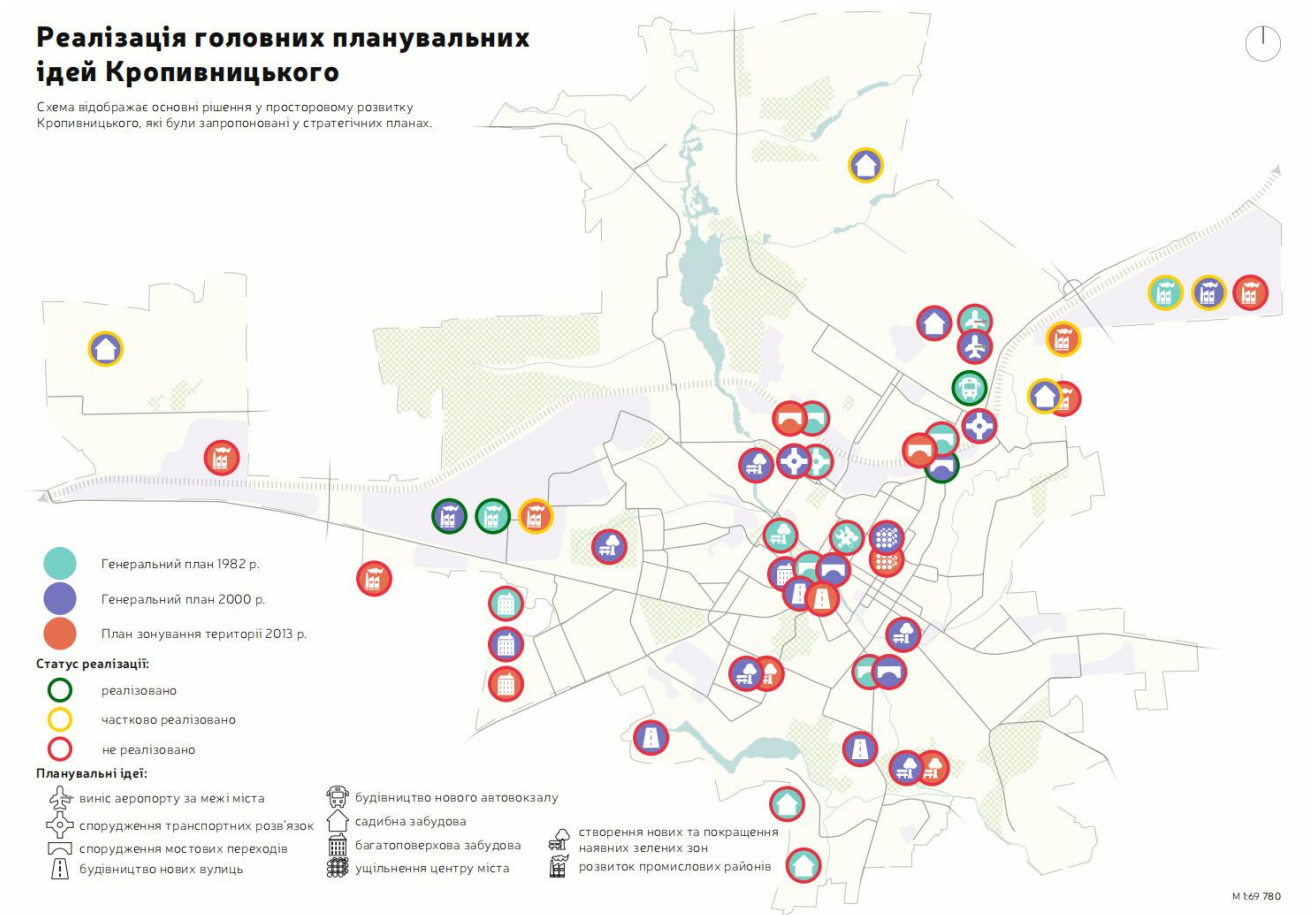 Реалізація головних планувальних
ідей Кропивницького
Схема відображає основні рішення у просторовому розвитку
Кропивницького, які були запропоновані у стратегічних планах.
Генеральний план 1982 р.
Генеральний план 2000 р.
План зонування території 2013 р.
Статус реалізації:
реалізовано
частково реалізовано
не реалізовано
Планувальні ідеї:
виніс аеропорту за межі міста
спорудження транспортних розв'язок
спорудження мостових переходів
будівництво нових вулиць
будівництво нового автовокзалу
садибна забудова
багатоповерхова забудова
ущільнення центру міста
створення нових та покращення
наявних зелених зон
розвиток промислових районів
М 1:69 780